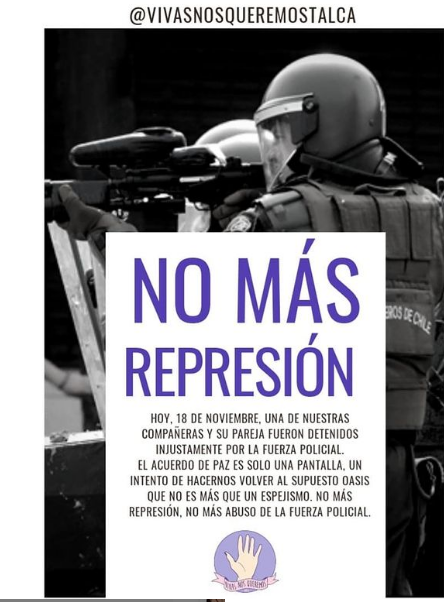 @VIVASNOSQUEREMOSTALCA
EROS DE CHILE
NO MÁS
REPRESIÓN
HOY, 18 DE NOVIEMBRE, UNA DE NUESTRAS
COMPAÑERAS Y SU PAREJA FUERON DETENIDOS
INJUSTAMENTE POR LA FUERZA POLICIAL.
EL ACUERDO DE PAZ ES SOLO UNA PANTALLA, UN
INTENTO DE HACERNOS VOLVER AL SUPUESTO OASIS
QUE NO ES MÁS QUE UN ESPEJISMO. NO MÁS
REPRESIÓN, NO MÁS ABUSO DE LA FUERZA POLICIAL.
VIVAS NOS QUEREMOS